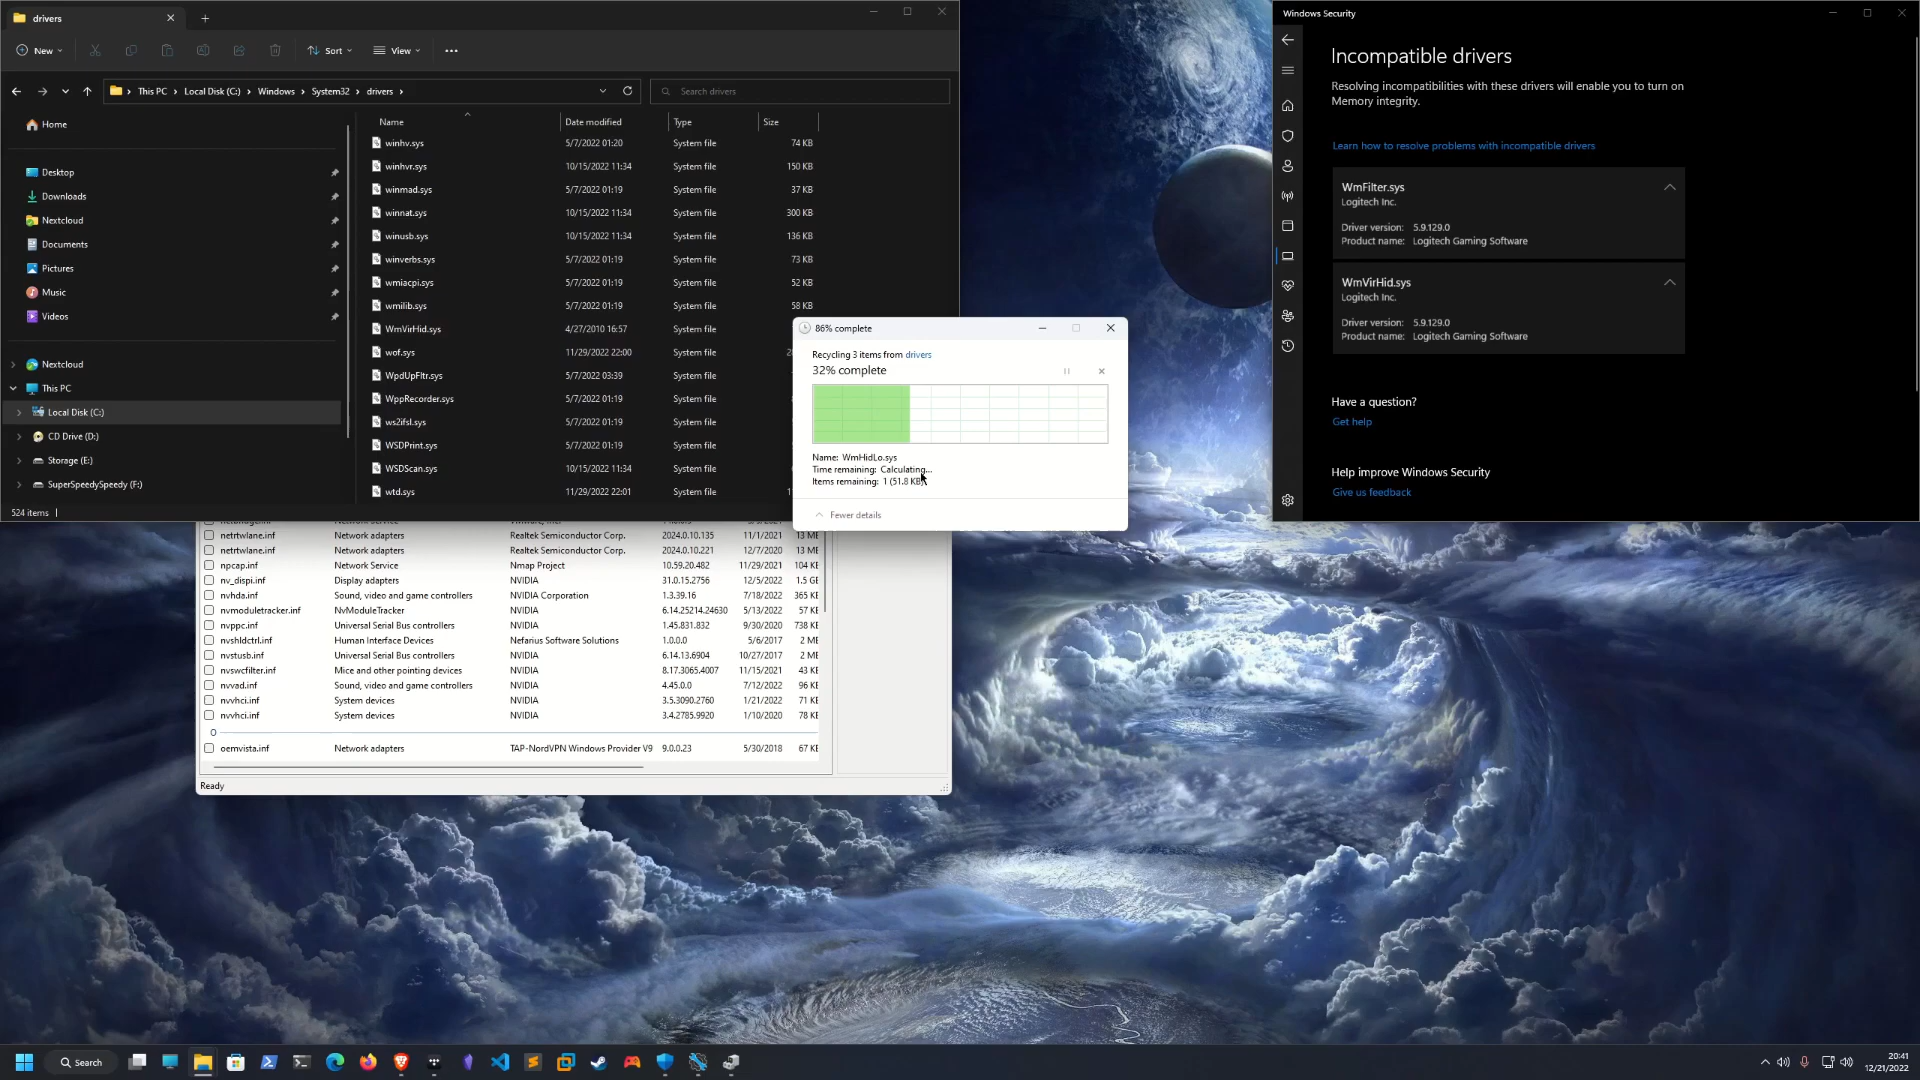 drivers
New
Sort
View
This PC > Local Disk (C:) > Windows > System32 > drivers >
Search drivers
Home
Desktop
Downloads
Nextcloud
Documents
Pictures
Music
Videos
Nextcloud
This PC
Local Disk (C:)
CD Drive (D:)
Storage (E:)
SuperSpeedySpeedy (F:)
524 items
Name Date modified Type Size
winhv.sys 5/7/2022 01:20 System file 74 KB
winhvr.sys 10/15/2022 11:34 System file 150 KB
winmad.sys 5/7/2022 01:19 System file 37 KB
winnat.sys 10/15/2022 11:34 System file 300 KB
winusb.sys 10/15/2022 11:34 System file 136 KB
winverbs.sys 5/7/2022 01:19 System file 73 KB
wmiacpi.sys 5/7/2022 01:19 System file 52 KB
wmilib.sys 5/7/2022 01:19 System file 58 KB
WmVirHid.sys 4/27/2010 16:57 System file
wof.sys 11/29/2022 22:00 System file
WpdUpFltr.sys 5/7/2022 03:39 System file
WppRecorder.sys 5/7/2022 01:19 System file
ws2ifsl.sys 5/7/2022 01:19 System file
WSDPrint.sys 5/7/2022 01:19 System file
WSDScan.sys 10/15/2022 11:34 System file
wtd.sys 11/29/2022 22:01 System file
86% complete
Recycling 3 items from drivers
32% complete
Name: WmHidLo.sys
Time remaining: Calculating...
Items remaining: 1 (51.8 KB)
Fewer details
Windows Security
Incompatible drivers
Resolving incompatibilities with these drivers will enable you to turn on
Memory integrity.
Learn how to resolve problems with incompatible drivers
WmFilter.sys
Logitech Inc.
Driver version: 5.9.129.0
Product name: Logitech Gaming Software
WmVirHid.sys
Logitech Inc.
Driver version: 5.9.129.0
Product name: Logitech Gaming Software
Have a question?
Get help
Help improve Windows Security
Give us feedback
netrtwlane.inf Network adapters Realtek Semiconductor Corp. 2024.0.10.135 11/1/2021 13 ME
netrtwlane.inf Network adapters Realtek Semiconductor Corp. 2024.0.10.221 12/7/2020 13 ME
npcap.inf Network Service Nmap Project 10.59.20.482 11/29/2021 104 KE
nv_dispi.inf Display adapters NVIDIA 31.0.15.2756 12/5/2022 1.5 GE
nvhda.inf Sound, video and game controllers NVIDIA Corporation 1.3.39.16 7/18/2022 365 KE
nvmoduletracker.inf NvModuleTracker NVIDIA 6.14.25214.24630 5/13/2022 57 KE
nvppc.inf Universal Serial Bus controllers NVIDIA 1.45.831.832 9/30/2020 738 KE
nvshldctrl.inf Human Interface Devices Nefarius Software Solutions 1.0.0.0 5/6/2017 2 ME
nvstusb.inf Universal Serial Bus controllers NVIDIA 6.14.13.6904 10/27/2017 2 ME
nvswcfilter.inf Mice and other pointing devices NVIDIA 8.17.3065.4007 11/15/2021 43 KE
nvvad.inf Sound, video and game controllers NVIDIA 4.45.0.0 7/12/2022 96 KE
nvvhci.inf System devices NVIDIA 3.5.3090.2760 1/21/2022 71 KE
nvvhci.inf System devices NVIDIA 3.4.2785.9920 1/10/2020 78 KE
O
oemvista.inf Network adapters TAP-NordVPN Windows Provider V9 9.0.0.23 5/30/2018 67 KE
Ready
Search
20:41
12/21/2022